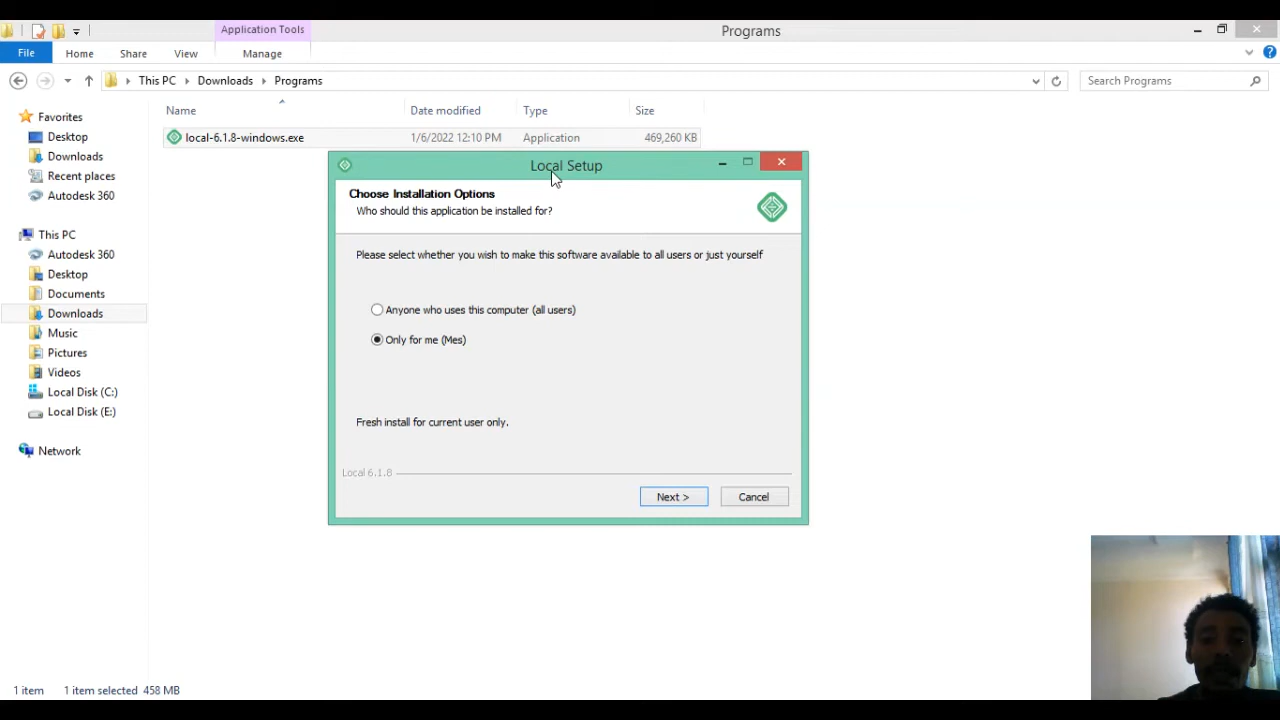 Application Tools
Programs
File
Home
Share
View
Manage
This PC
Downloads
Programs
Search Programs
Name
Date modified
Type
Size
local-6.1.8-windows.exe
1/6/2022 12:10 PM
Application
469,260 KB
Favorites
Desktop
Downloads
Recent places
Autodesk 360
This PC
Autodesk 360
Desktop
Documents
Downloads
Music
Pictures
Videos
Local Disk (C:)
Local Disk (E:)
Network
Local Setup
Choose Installation Options
Who should this application be installed for?
Please select whether you wish to make this software available to all users or just yourself
Anyone who uses this computer (all users)
Only for me (Mes)
Fresh install for current user only.
Local 6.1.8
Next >
Cancel
1 item
1 item selected
458 MB